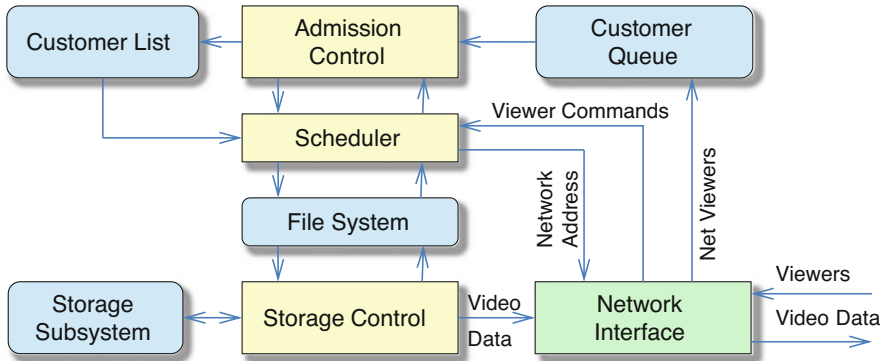 Customer List
Admission
Control
Customer
Queue
Viewer Commands
Scheduler
Network
Address
Net Viewers
File System
Storage
Subsystem
Storage Control
Video
Data
Network
Interface
Viewers
Video Data